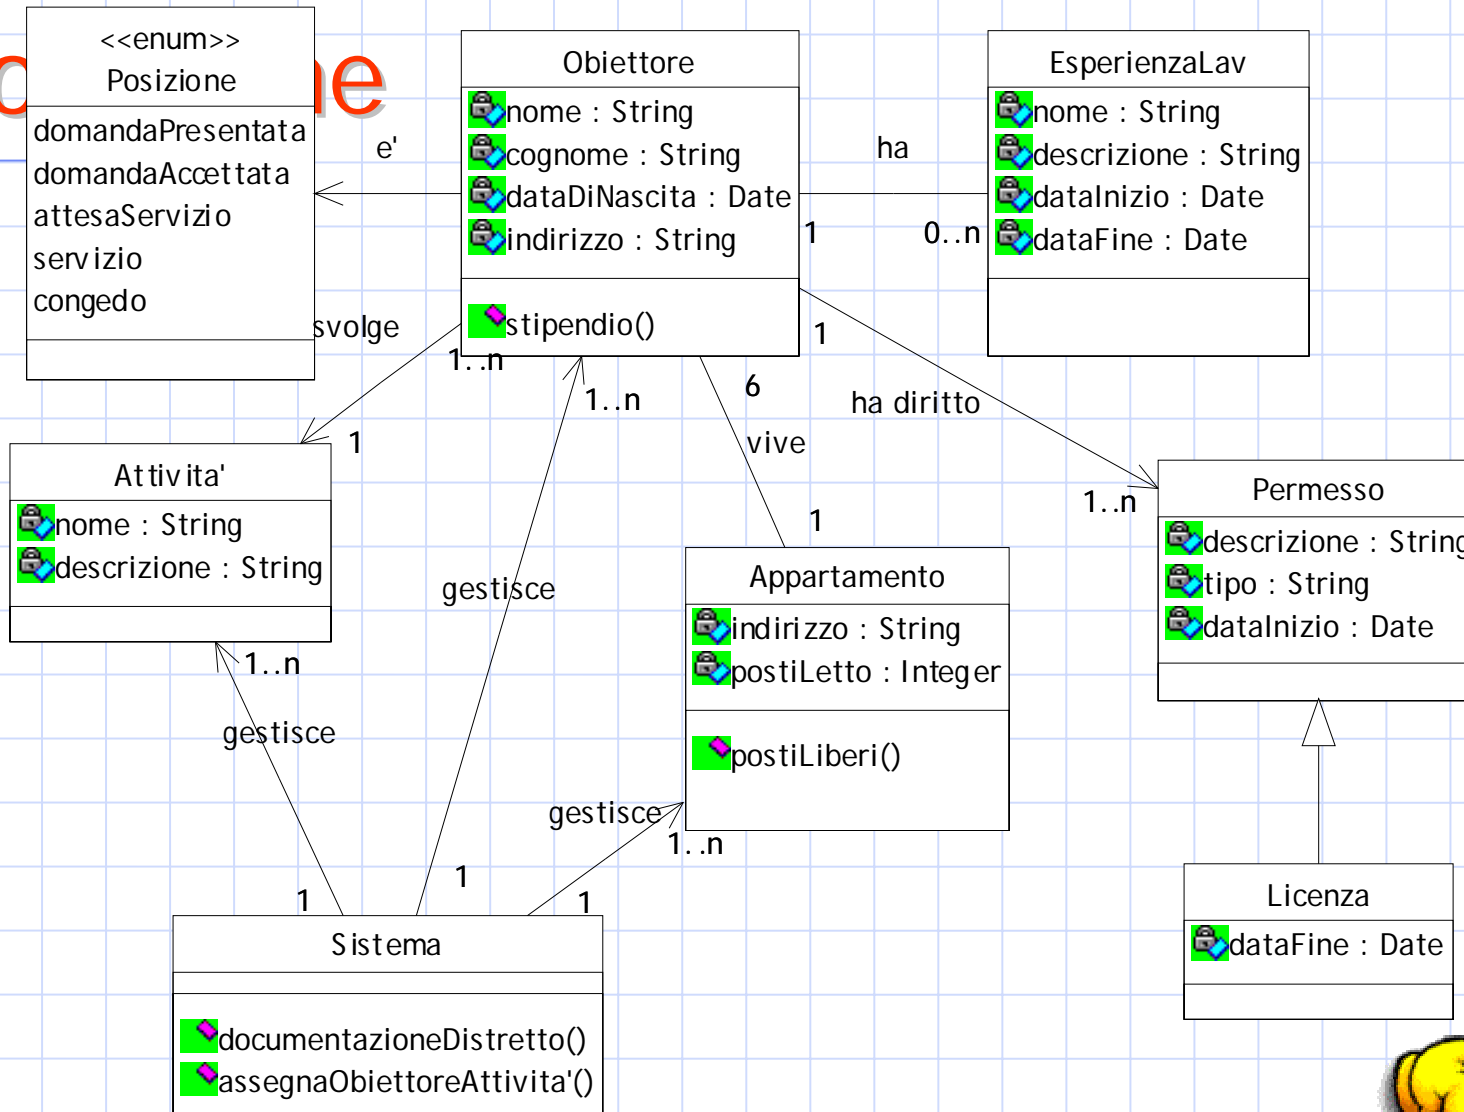 <<enum>>
Posizione
domandaPresentata
domandaAccettata
attesaServizio
servizio
congedo
e'
Obiettore
nome : String
cognome : String
dataDiNascita : Date
indirizzo : String
stipendio()
ha
1
0..n
EsperienzaLav
nome : String
descrizione : String
dataInizio : Date
dataFine : Date
svolge
1..n
1
1..n
6
vive
1
1
ha diritto
1..n
Attivita'
nome : String
descrizione : String
Permesso
descrizione : String
tipo : String
dataInizio : Date
gestisce
Appartamento
indirizzo : String
postiLetto : Integer
postiLiberi()
1..n
gestisce
gestisce
1..n
1
1
1
Licenza
dataFine : Date
Sistema
documentazioneDistretto()
assegnaObiettoreAttivita'()